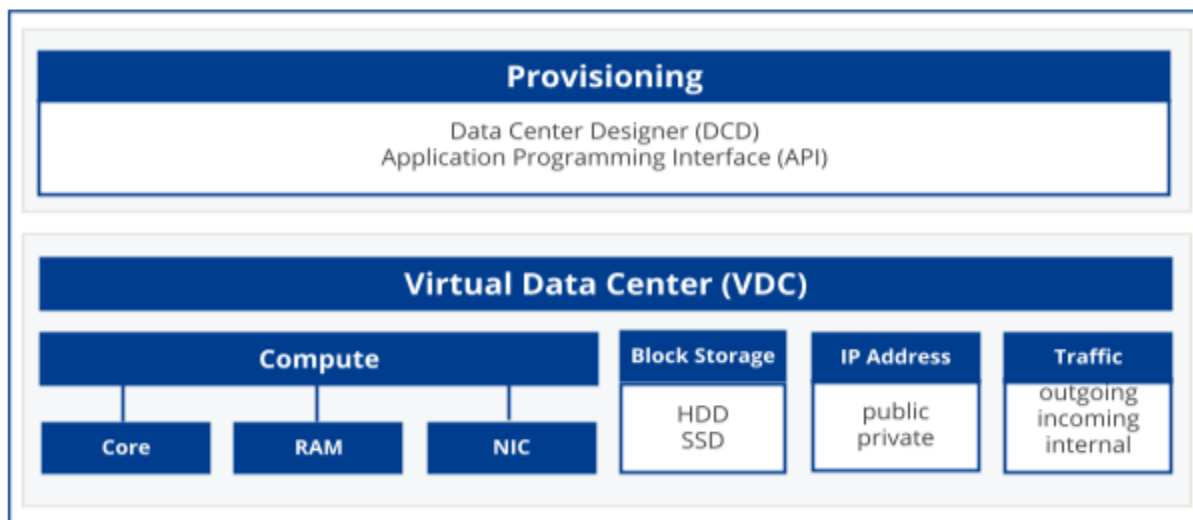 Provisioning
Data Center Designer (DCD)
Application Programming Interface (API)
Virtual Data Center (VDC)
Compute
Core
RAM
NIC
Block Storage
HDD
SSD
IP Address
public
private
Traffic
outgoing
incoming
internal